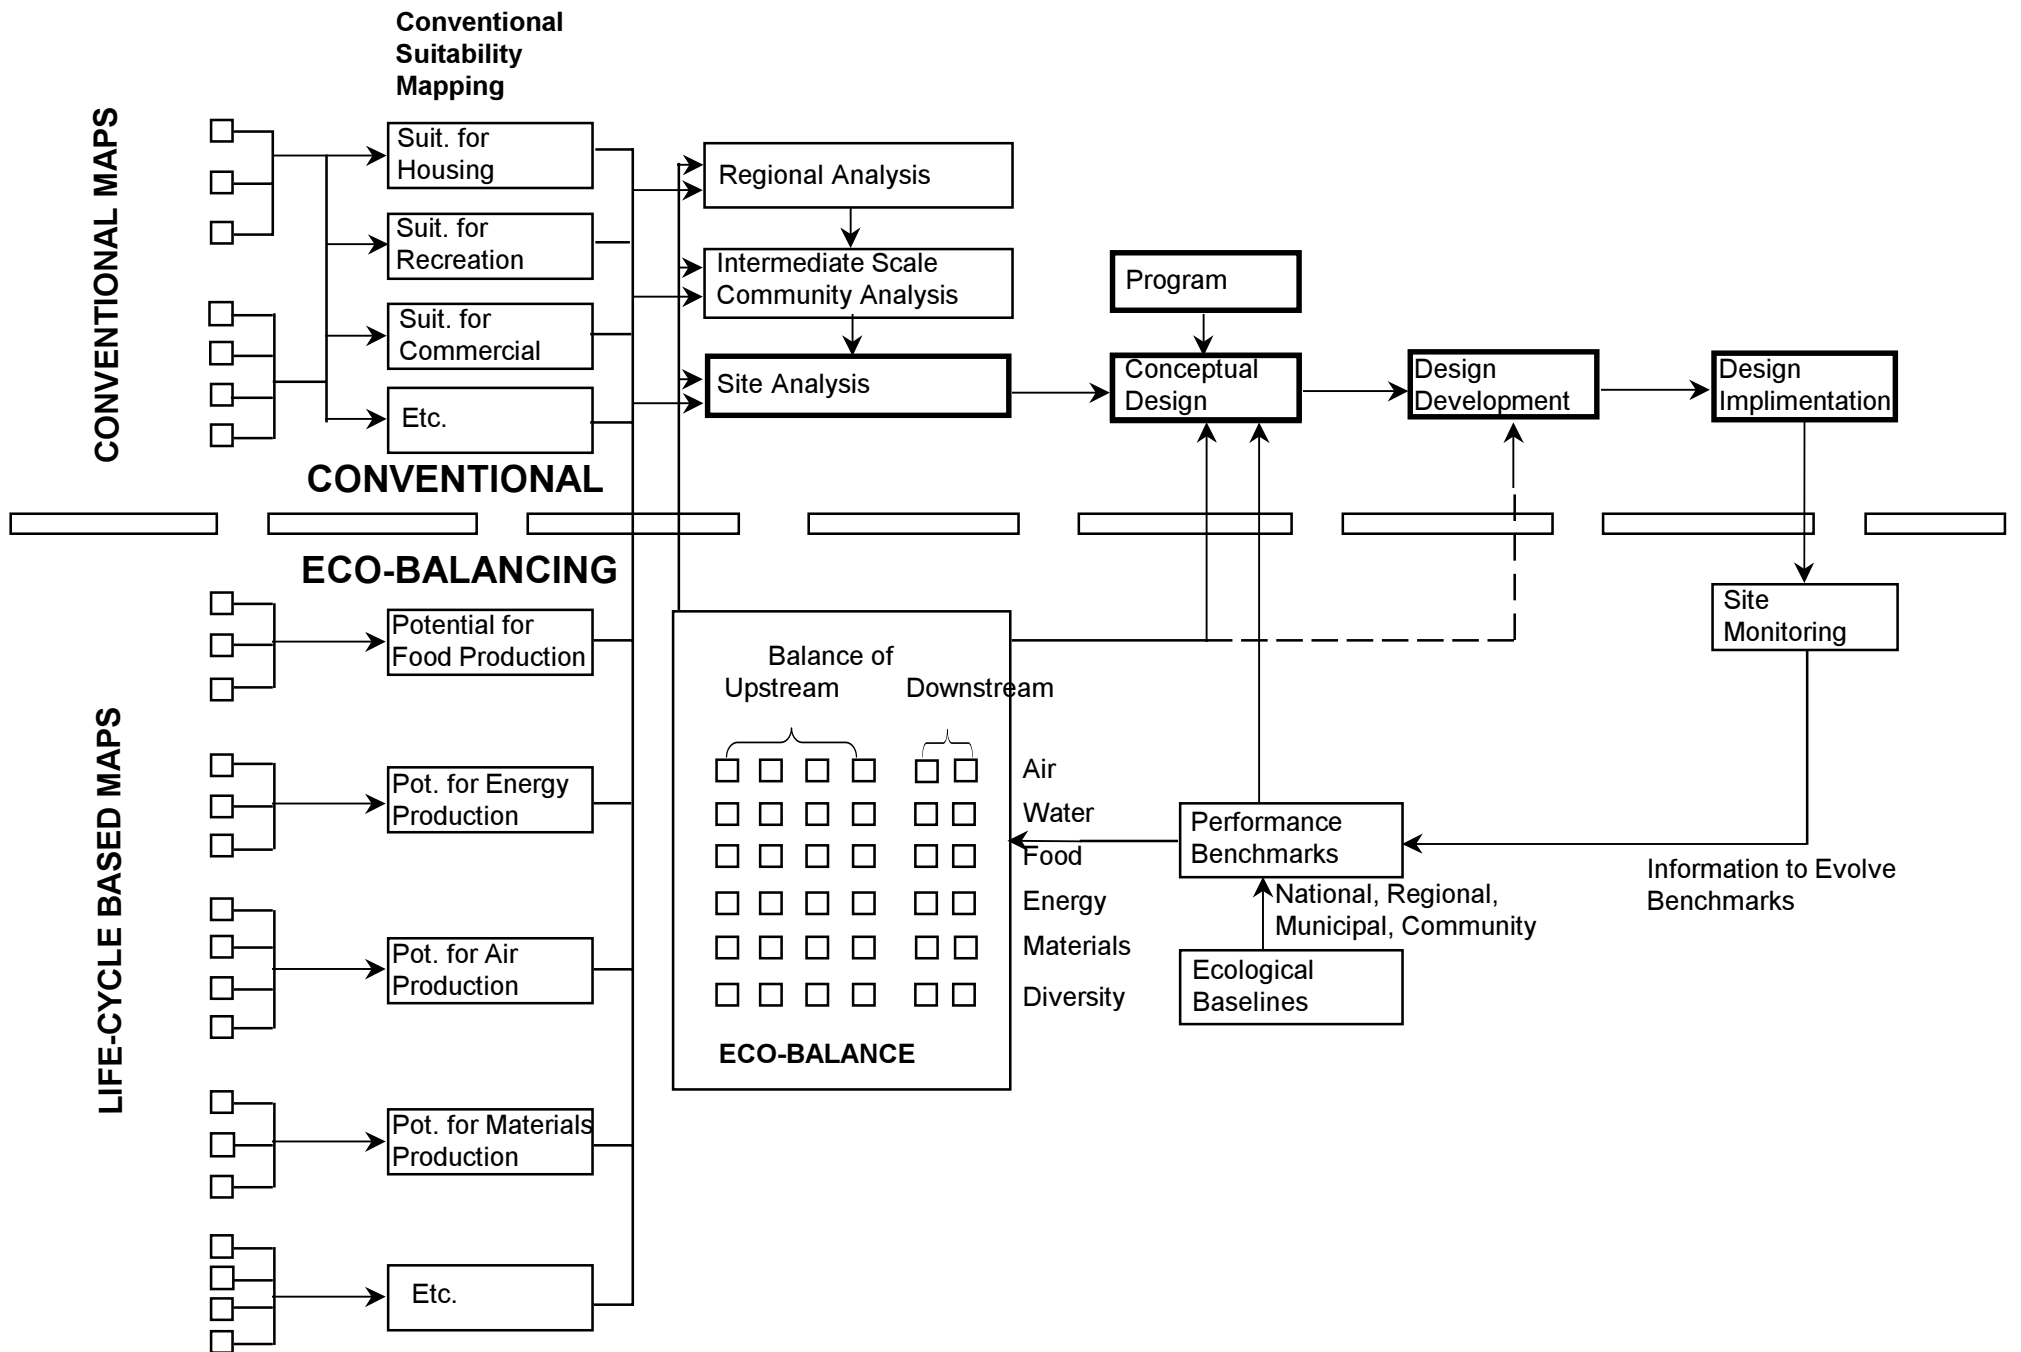 Conventional
Suitability
Mapping
CONVENTIONAL MAPS
Suit. for
Housing
Suit. for
Recreation
Suit. for
Commercial
Etc.
Regional Analysis
Intermediate Scale
Community Analysis
Site Analysis
Program
Conceptual
Design
Design
Development
Design
Implimentation
CONVENTIONAL
ECO-BALANCING
LIFE-CYCLE BASED MAPS
Potential for
Food Production
Pot. for Energy
Production
Pot. for Air
Production
Pot. for Materials
Production
Etc.
Balance of
Upstream Downstream
Air
Water
Food
Energy
Materials
Diversity
ECO-BALANCE
Performance
Benchmarks
National, Regional,
Municipal, Community
Ecological
Baselines
Site
Monitoring
Information to Evolve
Benchmarks